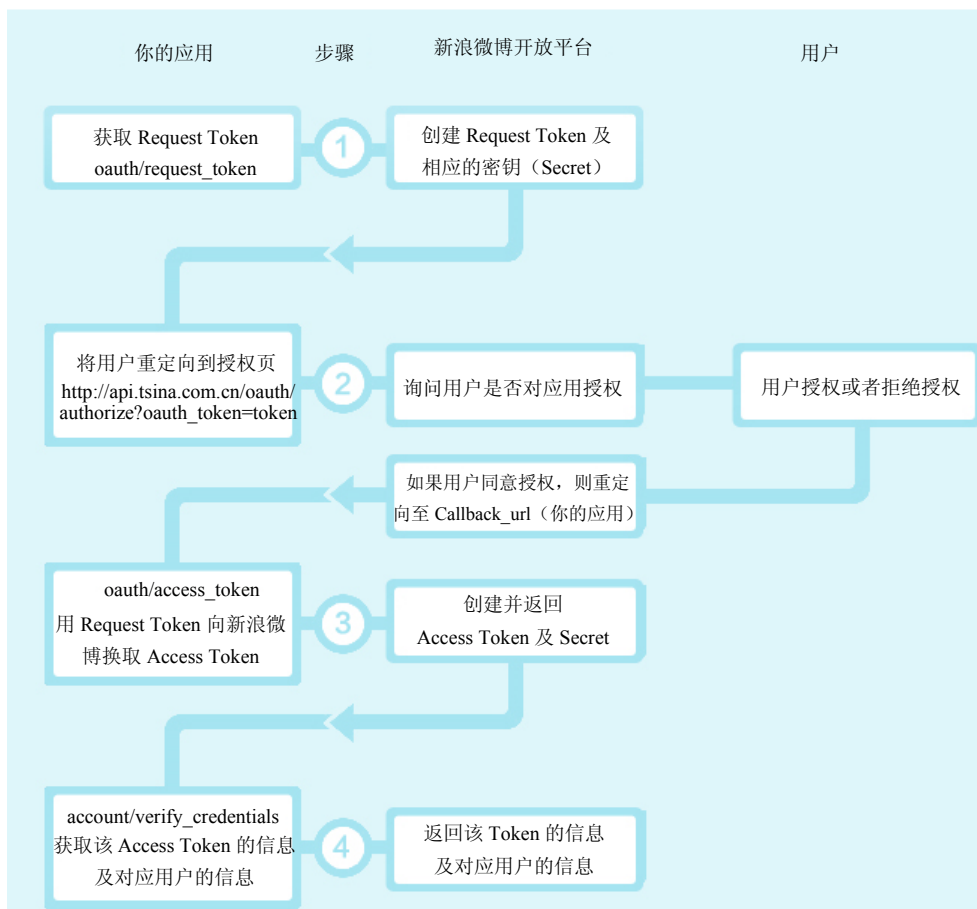 你的应用
步骤
新浪微博开放平台
用户
获取 Request Token
oauth/request_token
1
创建 Request Token 及
相应的密钥（Secret）
将用户重定向到授权页
http://api.tsina.com.cn/oauth/
authorize?oauth_token=token
2
询问用户是否对应用授权
用户授权或者拒绝授权
如果用户同意授权，则重定
向至 Callback_url（你的应用）
oauth/access_token
用 Request Token 向新浪微
博换取 Access Token
3
创建并返回
Access Token 及 Secret
account/verify_credentials
获取该 Access Token 的信息
及对应用户的信息
4
返回该 Token 的信息
及对应用户的信息